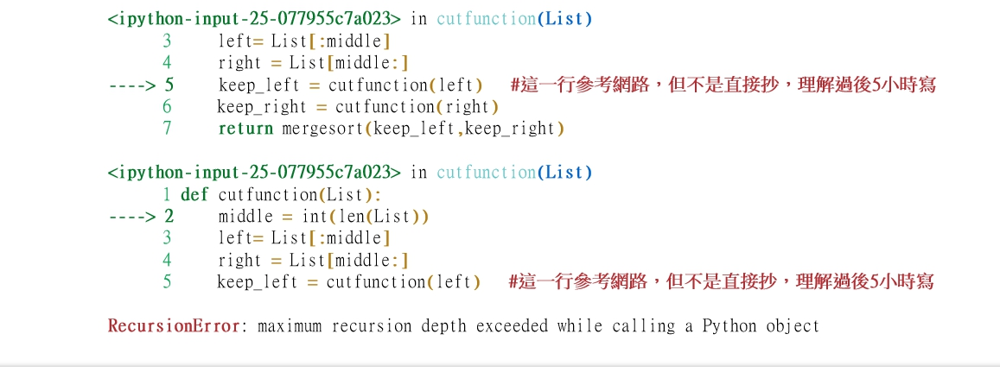 <ipython-input-25-077955c7a023> in cutfunction(List)
3 left= List[:middle]
4 right = List[middle:]
----> 5 keep_left = cutfunction(left) #這一行參考網路，但不是直接抄，理解過後5小時寫
6 keep_right = cutfunction(right)
7 return mergesort(keep_left,keep_right)
<ipython-input-25-077955c7a023> in cutfunction(List)
1 def cutfunction(List):
----> 2 middle = int(len(List))
3 left= List[:middle]
4 right = List[middle:]
5 keep_left = cutfunction(left) #這一行參考網路，但不是直接抄，理解過後5小時寫
RecursionError: maximum recursion depth exceeded while calling a Python object